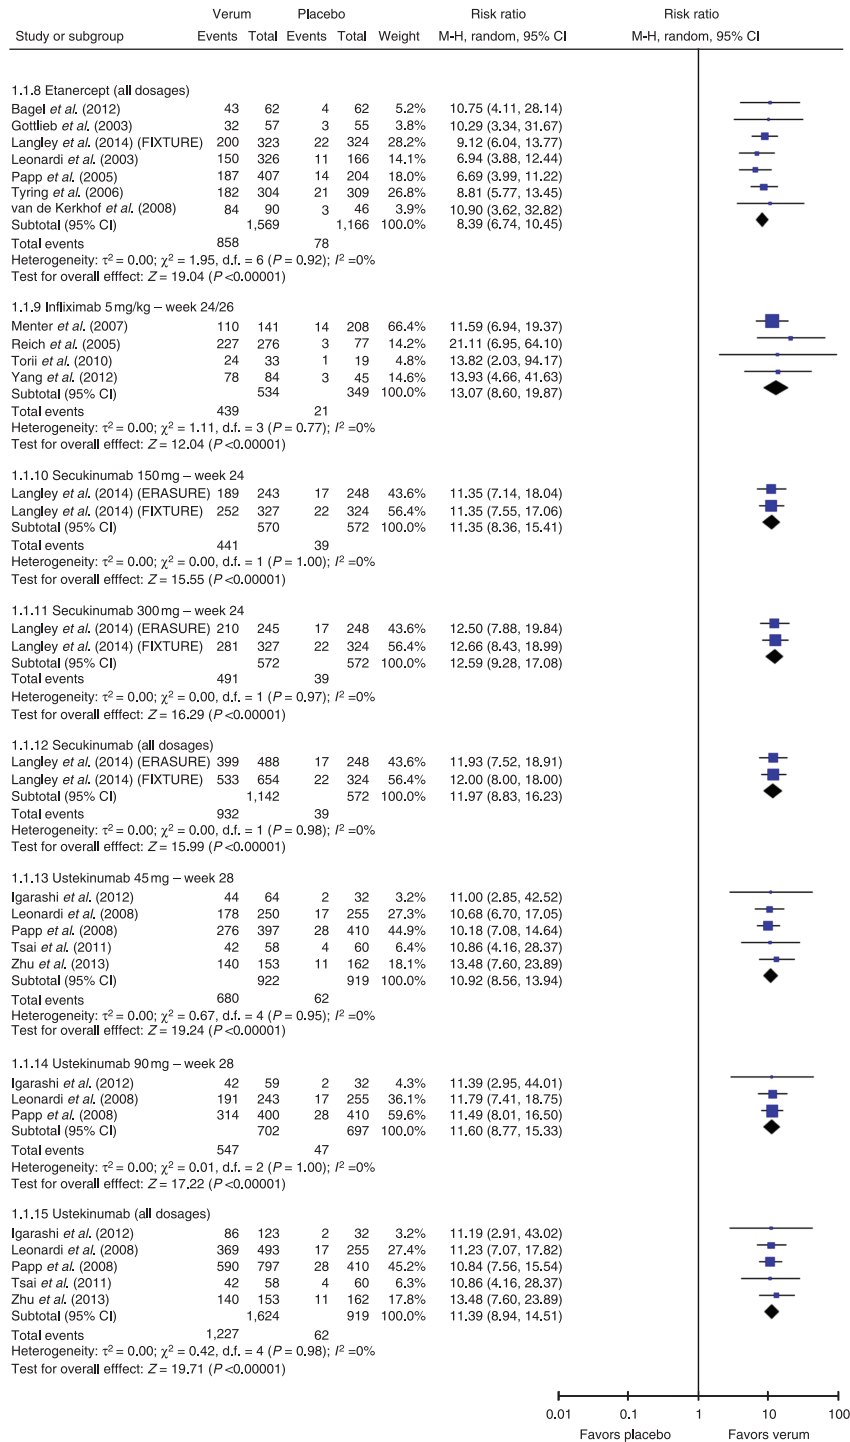 Verum Placebo Risk ratio Risk ratio
Study or subgroup Events Total Events Total Weight M-H, random, 95% CI M-H, random, 95% CI
1.1.8 Etanercept (all dosages)
Bagel et al. (2012) 43 62 4 62 5.2% 10.75 (4.11, 28.14)
Gottlieb et al. (2003) 32 57 3 55 3.8% 10.29 (3.34, 31.67)
Langley et al. (2014) (FIXTURE) 200 323 22 324 28.2% 9.12 (6.04, 13.77)
Leonardi et al. (2003) 150 326 11 166 14.1% 6.94 (3.88, 12.44)
Papp et al. (2005) 187 407 14 204 18.0% 6.69 (3.99, 11.22)
Tyring et al. (2006) 182 304 21 309 26.8% 8.81 (5.77, 13.45)
van de Kerkhof et al. (2008) 84 90 3 46 3.9% 10.90 (3.62, 32.82)
Subtotal (95% CI) 1,569 1,166 100.0% 8.39 (6.74, 10.45)
Total events 858 78
Heterogeneity: τ² = 0.00; χ² = 1.95, d.f. = 6 (P = 0.92); I² =0%
Test for overall efffect: Z = 19.04 (P <0.00001)
1.1.9 Infliximab 5 mg/kg – week 24/26
Menter et al. (2007) 110 141 14 208 66.4% 11.59 (6.94, 19.37)
Reich et al. (2005) 227 276 3 77 14.2% 21.11 (6.95, 64.10)
Torii et al. (2010) 24 33 1 19 4.8% 13.82 (2.03, 94.17)
Yang et al. (2012) 78 84 3 45 14.6% 13.93 (4.66, 41.63)
Subtotal (95% CI) 534 349 100.0% 13.07 (8.60, 19.87)
Total events 439 21
Heterogeneity: τ² = 0.00; χ² = 1.11, d.f. = 3 (P = 0.77); I² =0%
Test for overall efffect: Z = 12.04 (P <0.00001)
1.1.10 Secukinumab 150 mg – week 24
Langley et al. (2014) (ERASURE) 189 243 17 248 43.6% 11.35 (7.14, 18.04)
Langley et al. (2014) (FIXTURE) 252 327 22 324 56.4% 11.35 (7.55, 17.06)
Subtotal (95% CI) 570 572 100.0% 11.35 (8.36, 15.41)
Total events 441 39
Heterogeneity: τ² = 0.00; χ² = 0.00, d.f. = 1 (P = 1.00); I² =0%
Test for overall efffect: Z = 15.55 (P <0.00001)
1.1.11 Secukinumab 300 mg – week 24
Langley et al. (2014) (ERASURE) 210 245 17 248 43.6% 12.50 (7.88, 19.84)
Langley et al. (2014) (FIXTURE) 281 327 22 324 56.4% 12.66 (8.43, 18.99)
Subtotal (95% CI) 572 572 100.0% 12.59 (9.28, 17.08)
Total events 491 39
Heterogeneity: τ² = 0.00; χ² = 0.00, d.f. = 1 (P = 0.97); I² =0%
Test for overall efffect: Z = 16.29 (P <0.00001)
1.1.12 Secukinumab (all dosages)
Langley et al. (2014) (ERASURE) 399 488 17 248 43.6% 11.93 (7.52, 18.91)
Langley et al. (2014) (FIXTURE) 533 654 22 324 56.4% 12.00 (8.00, 18.00)
Subtotal (95% CI) 1,142 572 100.0% 11.97 (8.83, 16.23)
Total events 932 39
Heterogeneity: τ² = 0.00; χ² = 0.00, d.f. = 1 (P = 0.98); I² =0%
Test for overall efffect: Z = 15.99 (P <0.00001)
1.1.13 Ustekinumab 45 mg – week 28
Igarashi et al. (2012) 44 64 2 32 3.2% 11.00 (2.85, 42.52)
Leonardi et al. (2008) 178 250 17 255 27.3% 10.68 (6.70, 17.05)
Papp et al. (2008) 276 397 28 410 44.9% 10.18 (7.08, 14.64)
Tsai et al. (2011) 42 58 4 60 6.4% 10.86 (4.16, 28.37)
Zhu et al. (2013) 140 153 11 162 18.1% 13.48 (7.60, 23.89)
Subtotal (95% CI) 922 919 100.0% 10.92 (8.56, 13.94)
Total events 680 62
Heterogeneity: τ² = 0.00; χ² = 0.67, d.f. = 4 (P = 0.95); I² =0%
Test for overall efffect: Z = 19.24 (P <0.00001)
1.1.14 Ustekinumab 90 mg – week 28
Igarashi et al. (2012) 42 59 2 32 4.3% 11.39 (2.95, 44.01)
Leonardi et al. (2008) 191 243 17 255 36.1% 11.79 (7.41, 18.75)
Papp et al. (2008) 314 400 28 410 59.6% 11.49 (8.01, 16.50)
Subtotal (95% CI) 702 697 100.0% 11.60 (8.77, 15.33)
Total events 547 47
Heterogeneity: τ² = 0.00; χ² = 0.01, d.f. = 2 (P = 1.00); I² =0%
Test for overall efffect: Z = 17.22 (P <0.00001)
1.1.15 Ustekinumab (all dosages)
Igarashi et al. (2012) 86 123 2 32 3.2% 11.19 (2.91, 43.02)
Leonardi et al. (2008) 369 493 17 255 27.4% 11.23 (7.07, 17.82)
Papp et al. (2008) 590 797 28 410 45.2% 10.84 (7.56, 15.54)
Tsai et al. (2011) 42 58 4 60 6.3% 10.86 (4.16, 28.37)
Zhu et al. (2013) 140 153 11 162 17.8% 13.48 (7.60, 23.89)
Subtotal (95% CI) 1,624 919 100.0% 11.39 (8.94, 14.51)
Total events 1,227 62
Heterogeneity: τ² = 0.00; χ² = 0.42, d.f. = 4 (P = 0.98); I² =0%
Test for overall efffect: Z = 19.71 (P <0.00001)
0.01 0.1 1 10 100
Favors placebo Favors verum